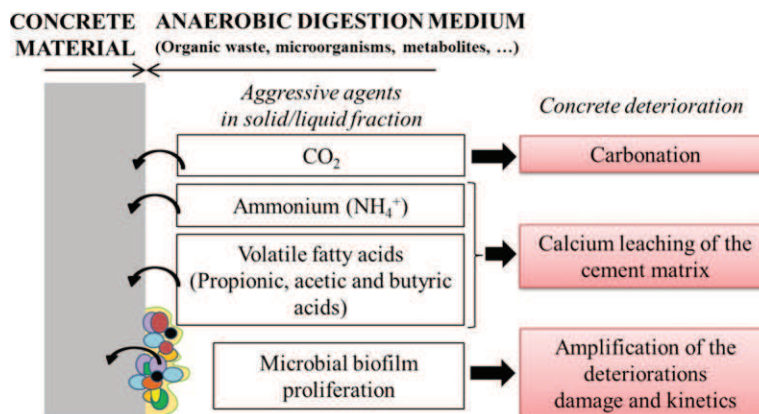 CONCRETE
MATERIAL
ANAEROBIC DIGESTION MEDIUM
(Organic waste, microorganisms, metabolites, …)
Aggressive agents
in solid/liquid fraction
Concrete deterioration
CO₂
Carbonation
Ammonium (NH₄⁺)
Volatile fatty acids
(Propionic, acetic and butyric
acids)
Calcium leaching of the
cement matrix
Microbial biofilm
proliferation
Amplification of the
deteriorations
damage and kinetics